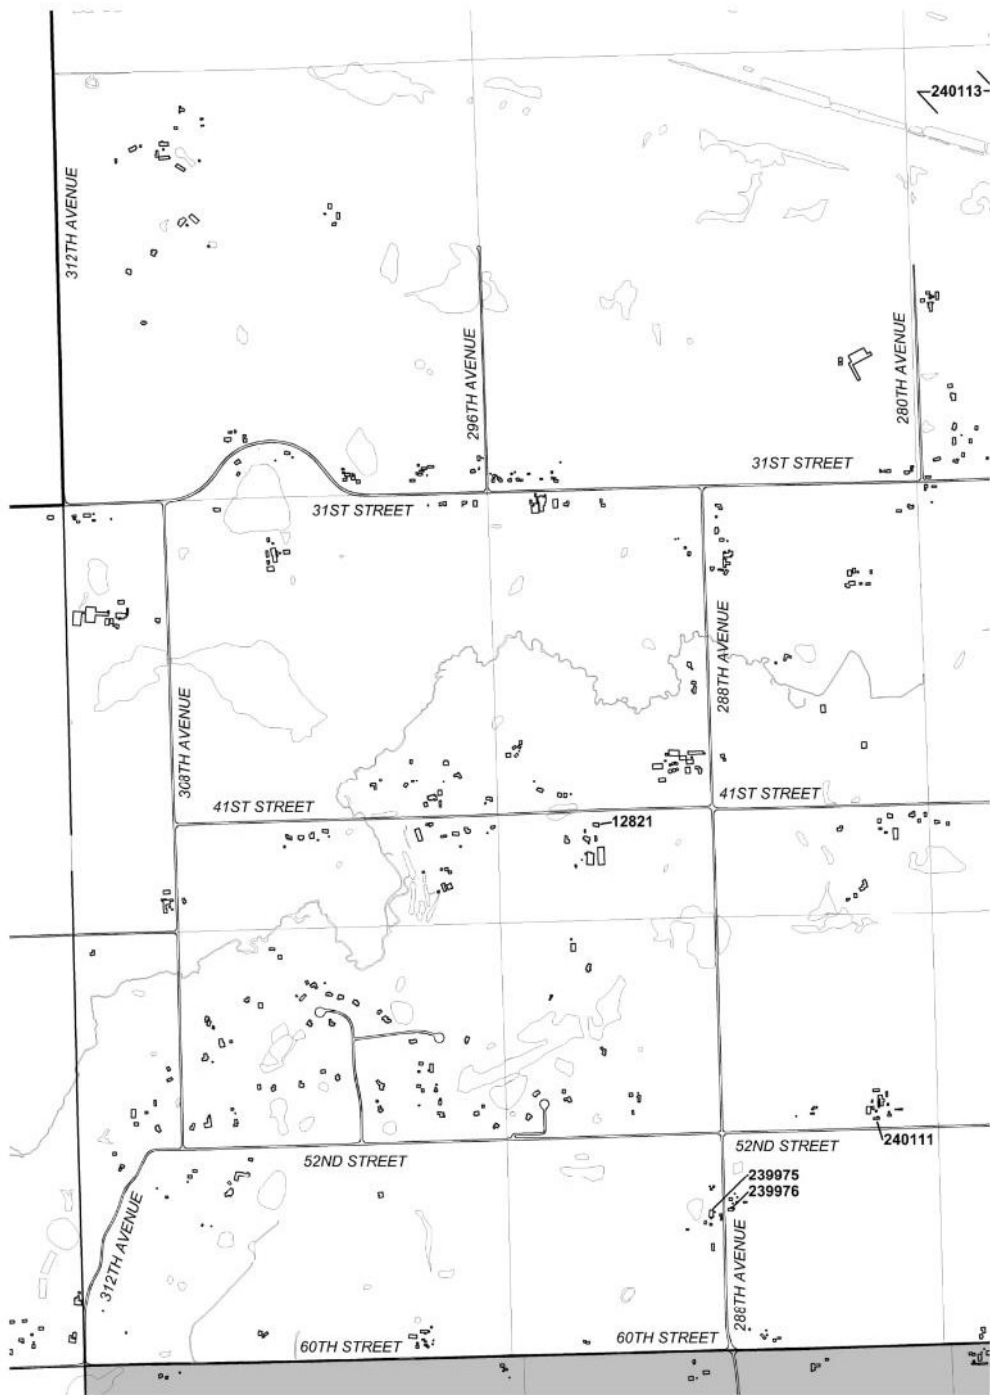 240113
312TH AVENUE
296TH AVENUE
280TH AVENUE
31ST STREET
31ST STREET
288TH AVENUE
308TH AVENUE
41ST STREET
41ST STREET
12821
52ND STREET
52ND STREET
240111
239975
239976
312TH AVENUE
288TH AVENUE
60TH STREET
60TH STREET